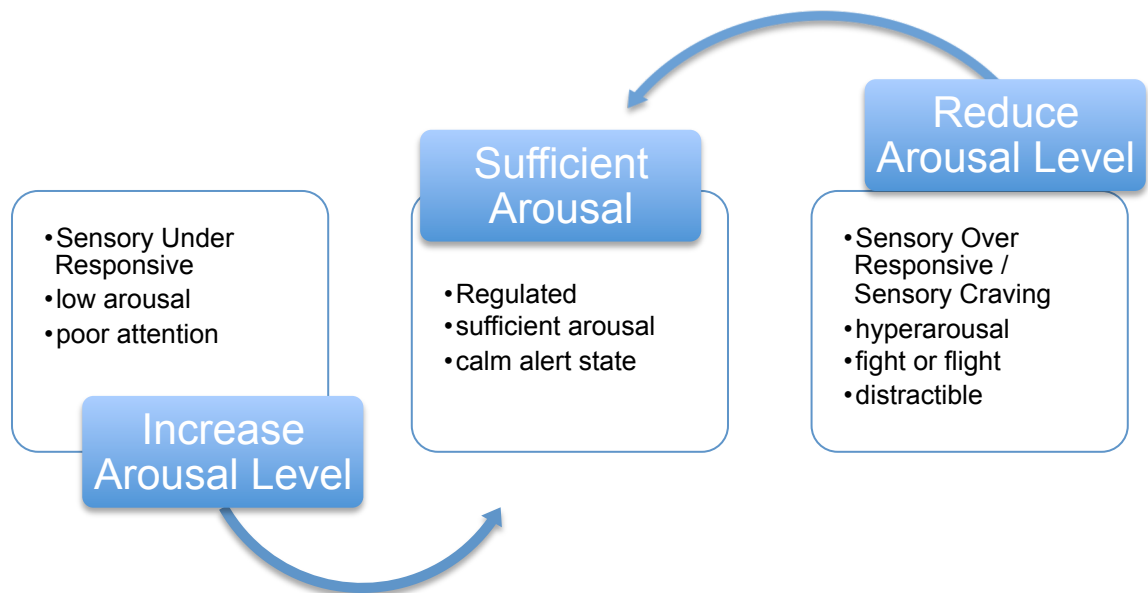 •Sensory Under
Responsive
•low arousal
•poor attention
Increase
Arousal Level
Sufficient
Arousal
•Regulated
•sufficient arousal
•calm alert state
Reduce
Arousal Level
•Sensory Over
Responsive /
Sensory Craving
•hyperarousal
•fight or flight
•distractible